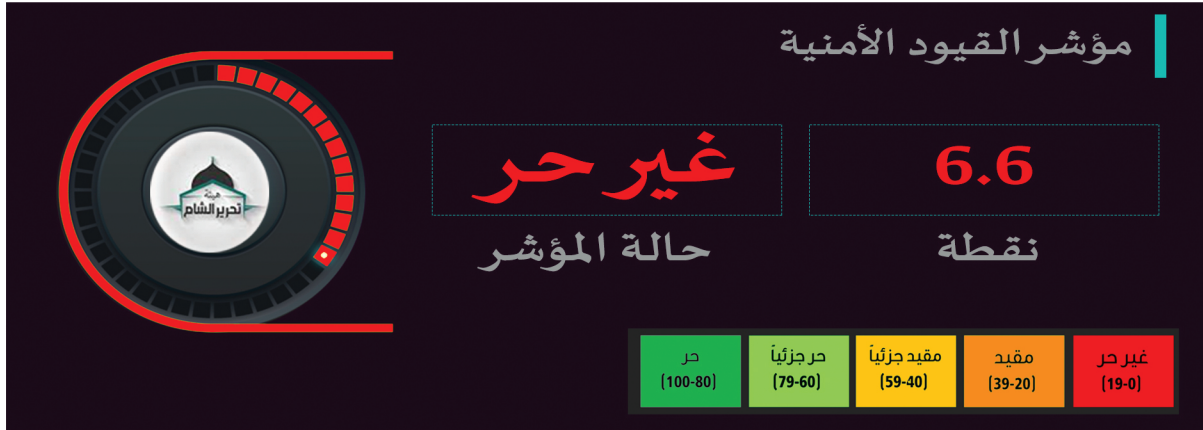 مؤشر القيود الأمنية
6.6
نقطة
غير حر
حالة المؤشر
هيئة
تحرير الشام
غير حر
(19-0)
مقيد
(39-20)
مقيد جزئياً
(59-40)
حر جزئياً
(79-60)
حر
(100-80)